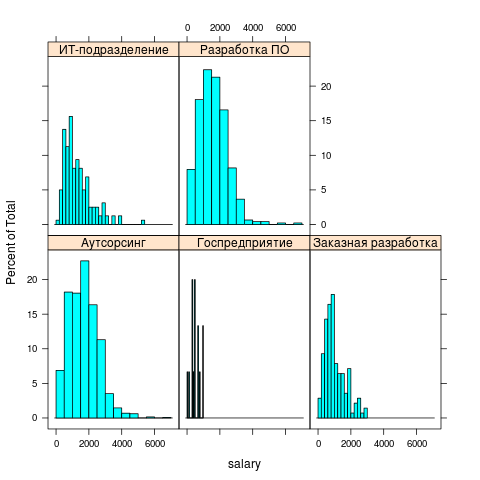 0 2000 4000 6000
ИТ-подразделение Разработка ПО
20
15
10
5
0
Percent of Total
Аутсорсинг Госпредприятие Заказная разработка
20
15
10
5
0
0 2000 4000 6000 0 2000 4000 6000
salary